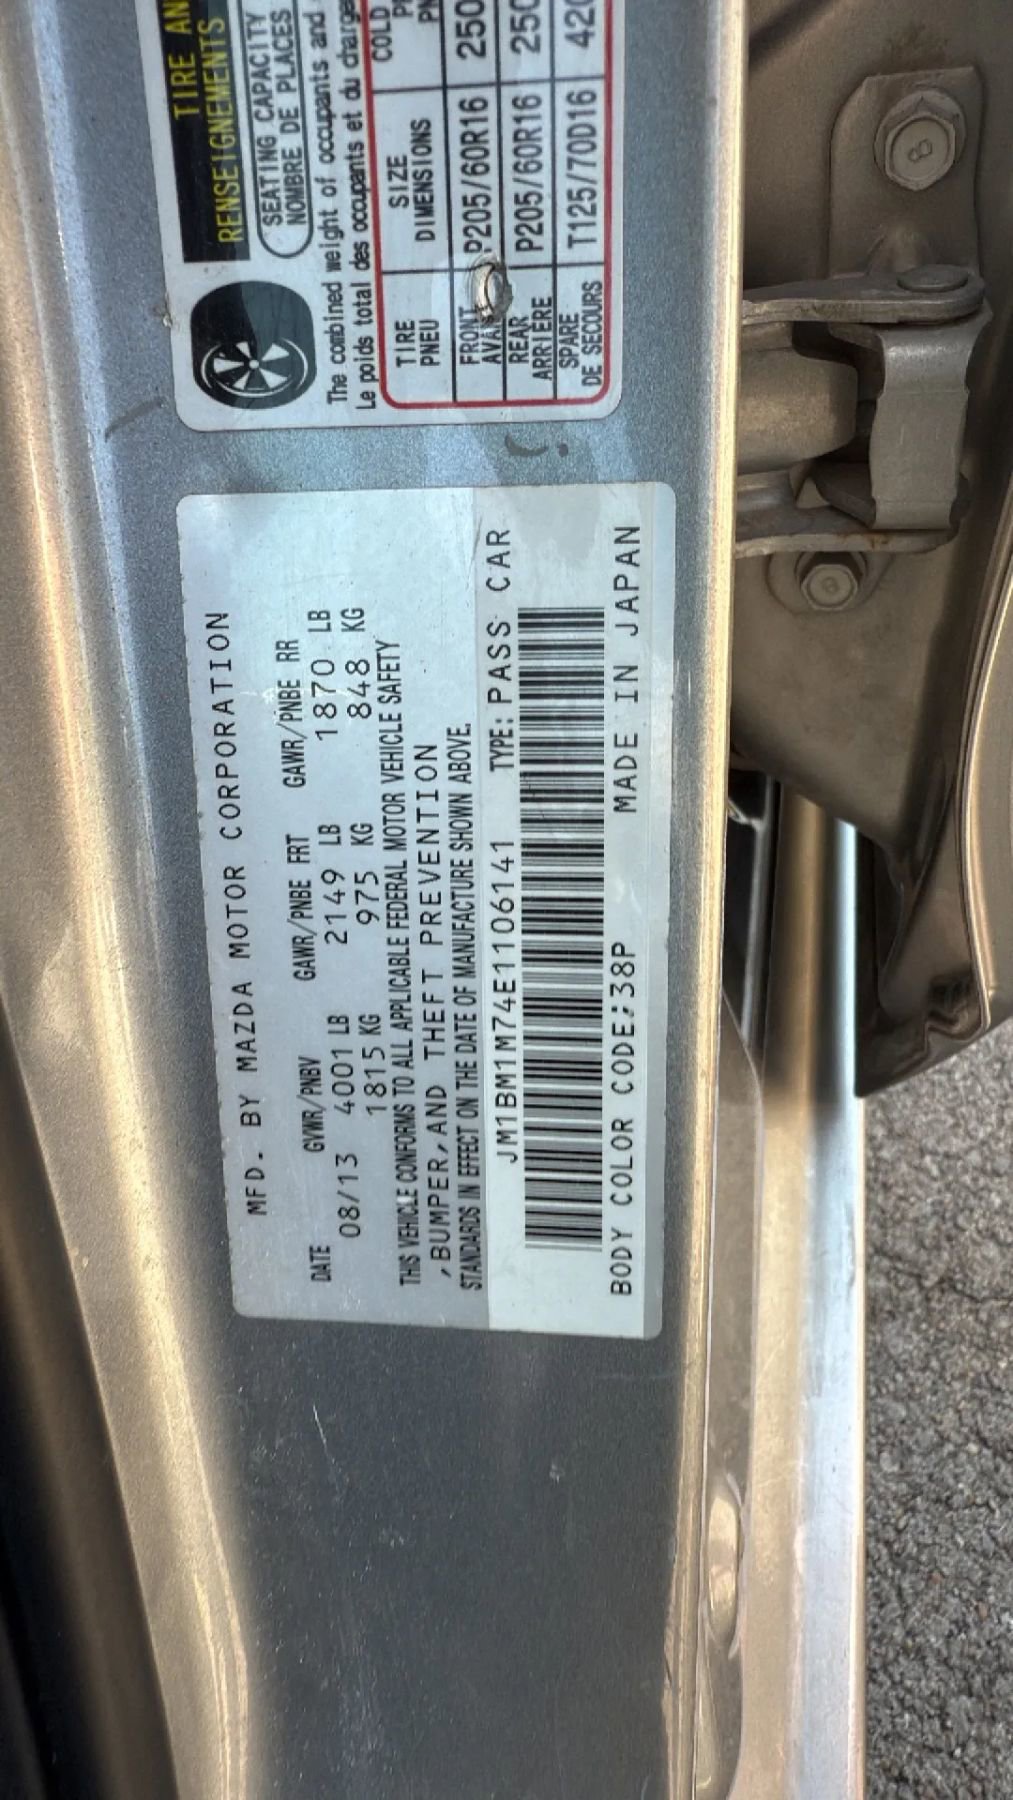 MFD. BY MAZDA MOTOR CORPORATION
DATE GVWR/PNBV GAWR/PNBE FRT GAWR/PNBE RR
08/13 4001 LB 2149 LB 1870 LB
1815 KG 975 KG 848 KG
THIS VEHICLE CONFORMS TO ALL APPLICABLE FEDERAL MOTOR VEHICLE SAFETY
,BUMPER,AND THEFT PREVENTION
STANDARDS IN EFFECT ON THE DATE OF MANUFACTURE SHOWN ABOVE.
JM1BM1M74E1106141 TYPE: PASS CAR
BODY COLOR CODE:38P MADE IN JAPAN
TIRE AN
RENSEIGNEMENTS
SEATING CAPACITY
NOMBRE DE PLACES
The combined weight of occupants and
Le poids total des occupants et du charge
TIRE SIZE COLD
PNEU DIMENSIONS
FRONT P205/60R16 250
REAR P205/60R16 250
ARRIÈRE
SPARE T125/70D16 420
DE SECOURS
8